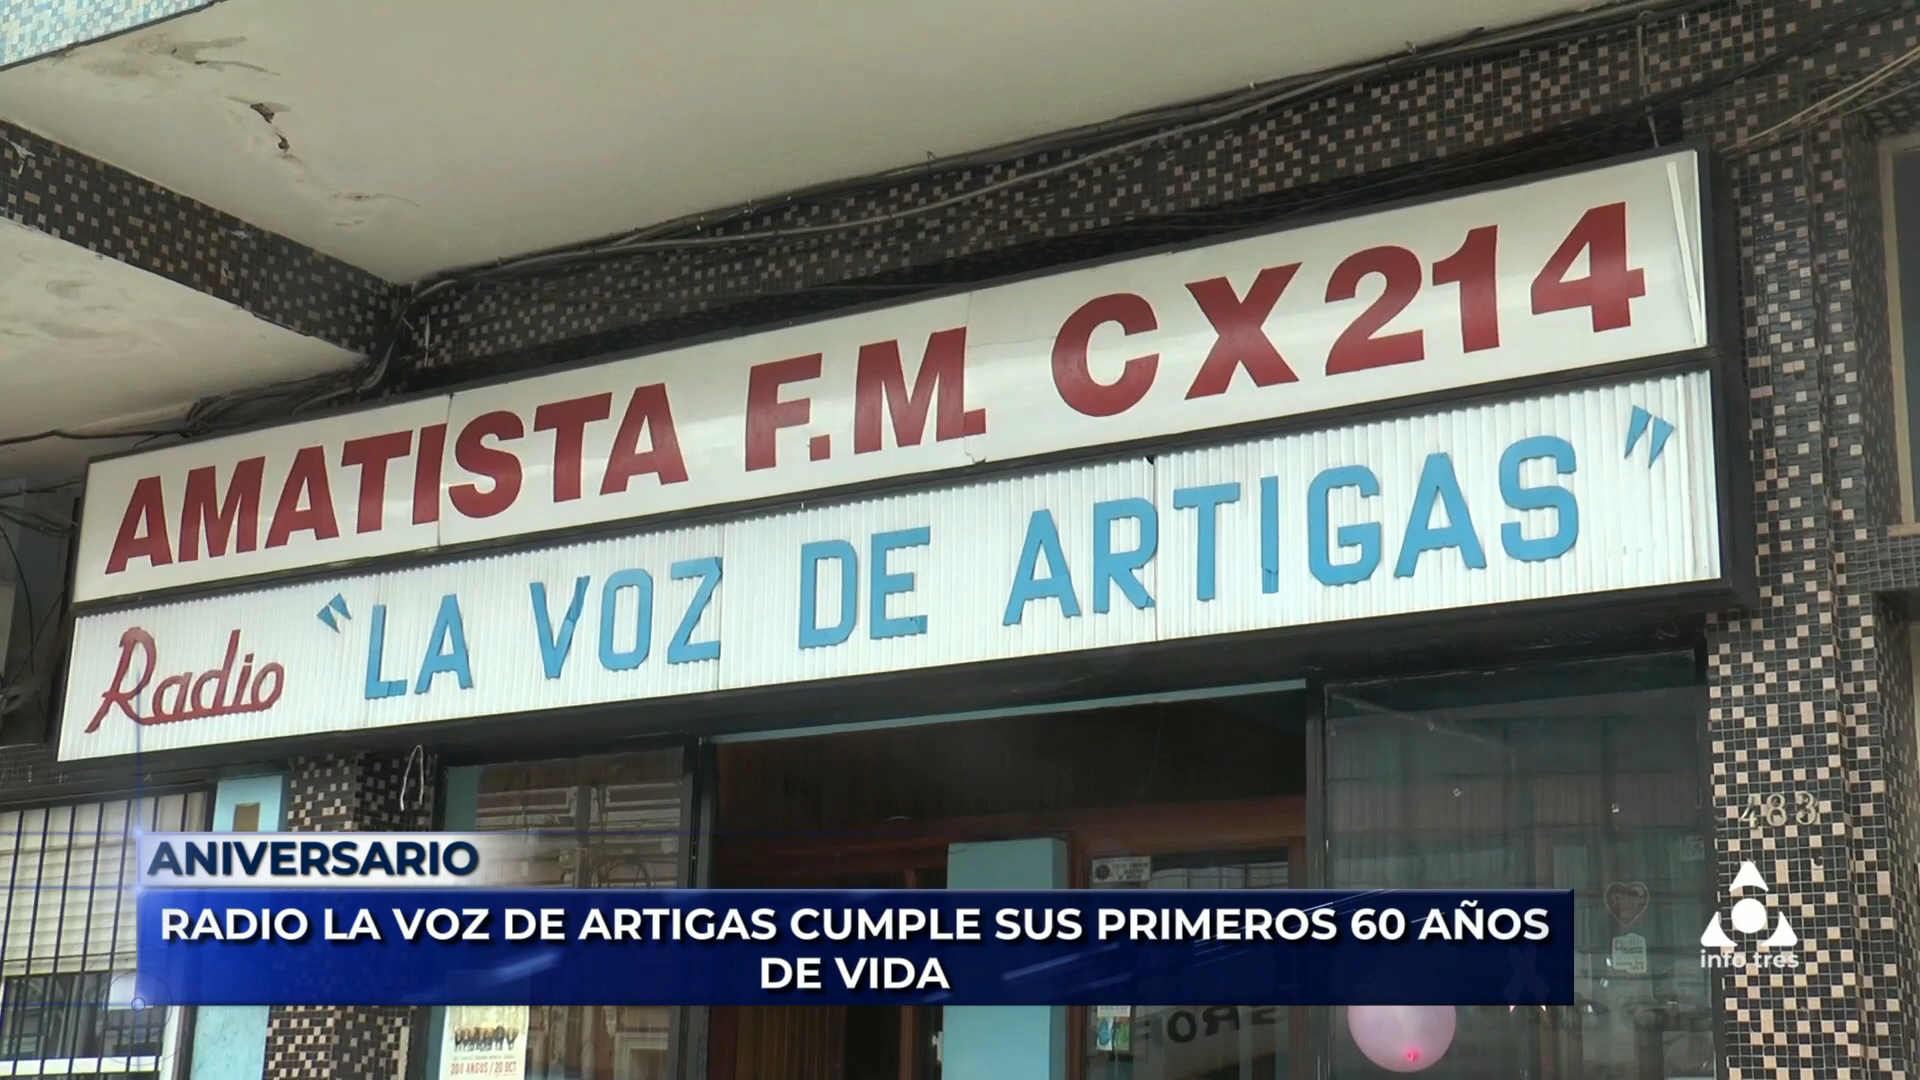 AMATISTA F.M. CX214
Radio "LA VOZ DE ARTIGAS"
483
ANIVERSARIO
RADIO LA VOZ DE ARTIGAS CUMPLE SUS PRIMEROS 60 AÑOS
DE VIDA
info tres